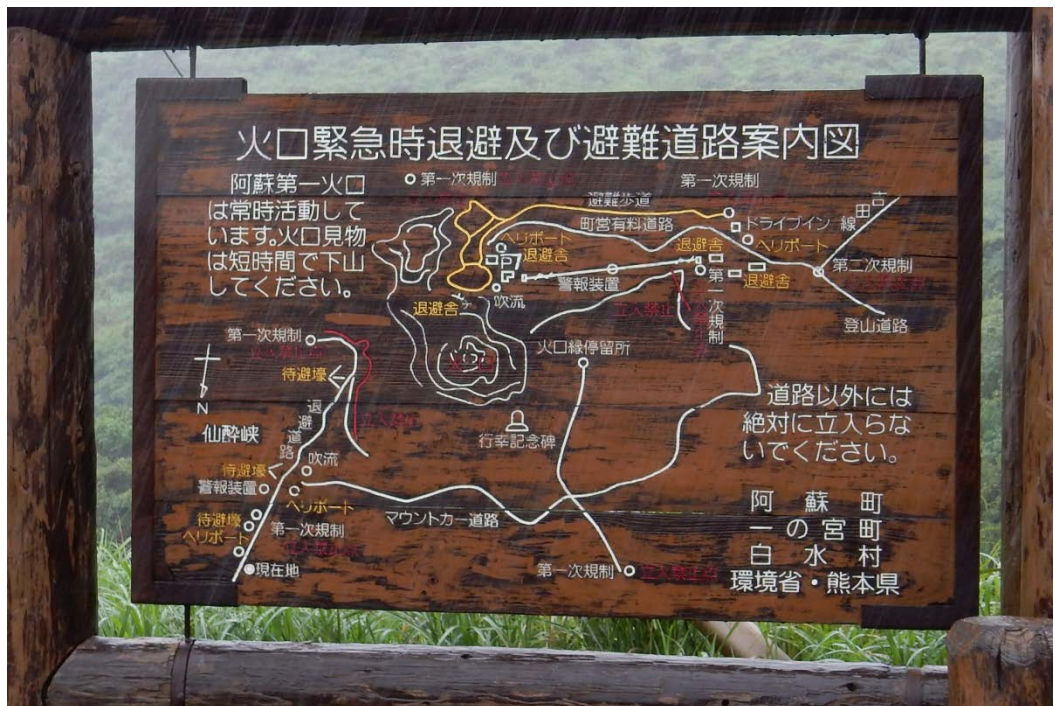 火口緊急時退避及び避難道路案内図
阿蘇第一火口
は常時活動して
います。火口見物
は短時間で下山
してください。
第一次規制
第一次規制
避難歩道
町営有料道路
ドライブイン
吉田線
ヘリポート
退避舎
ヘリポート
退避舎
退避舎
第二次規制
警報装置
吹流
退避舎
第一次規制
立入禁止
登山道路
第一次規制
火口縁停留所
待避壕
N
仙酔峡
退避道路
立入禁止
行幸記念碑
道路以外には
絶対に立入らな
いでください。
吹流
待避壕
警報装置
ヘリポート
マウントカー道路
待避壕
ヘリポート
第一次規制
現在地
第一次規制
阿蘇町
一の宮町
白水村
環境省・熊本県